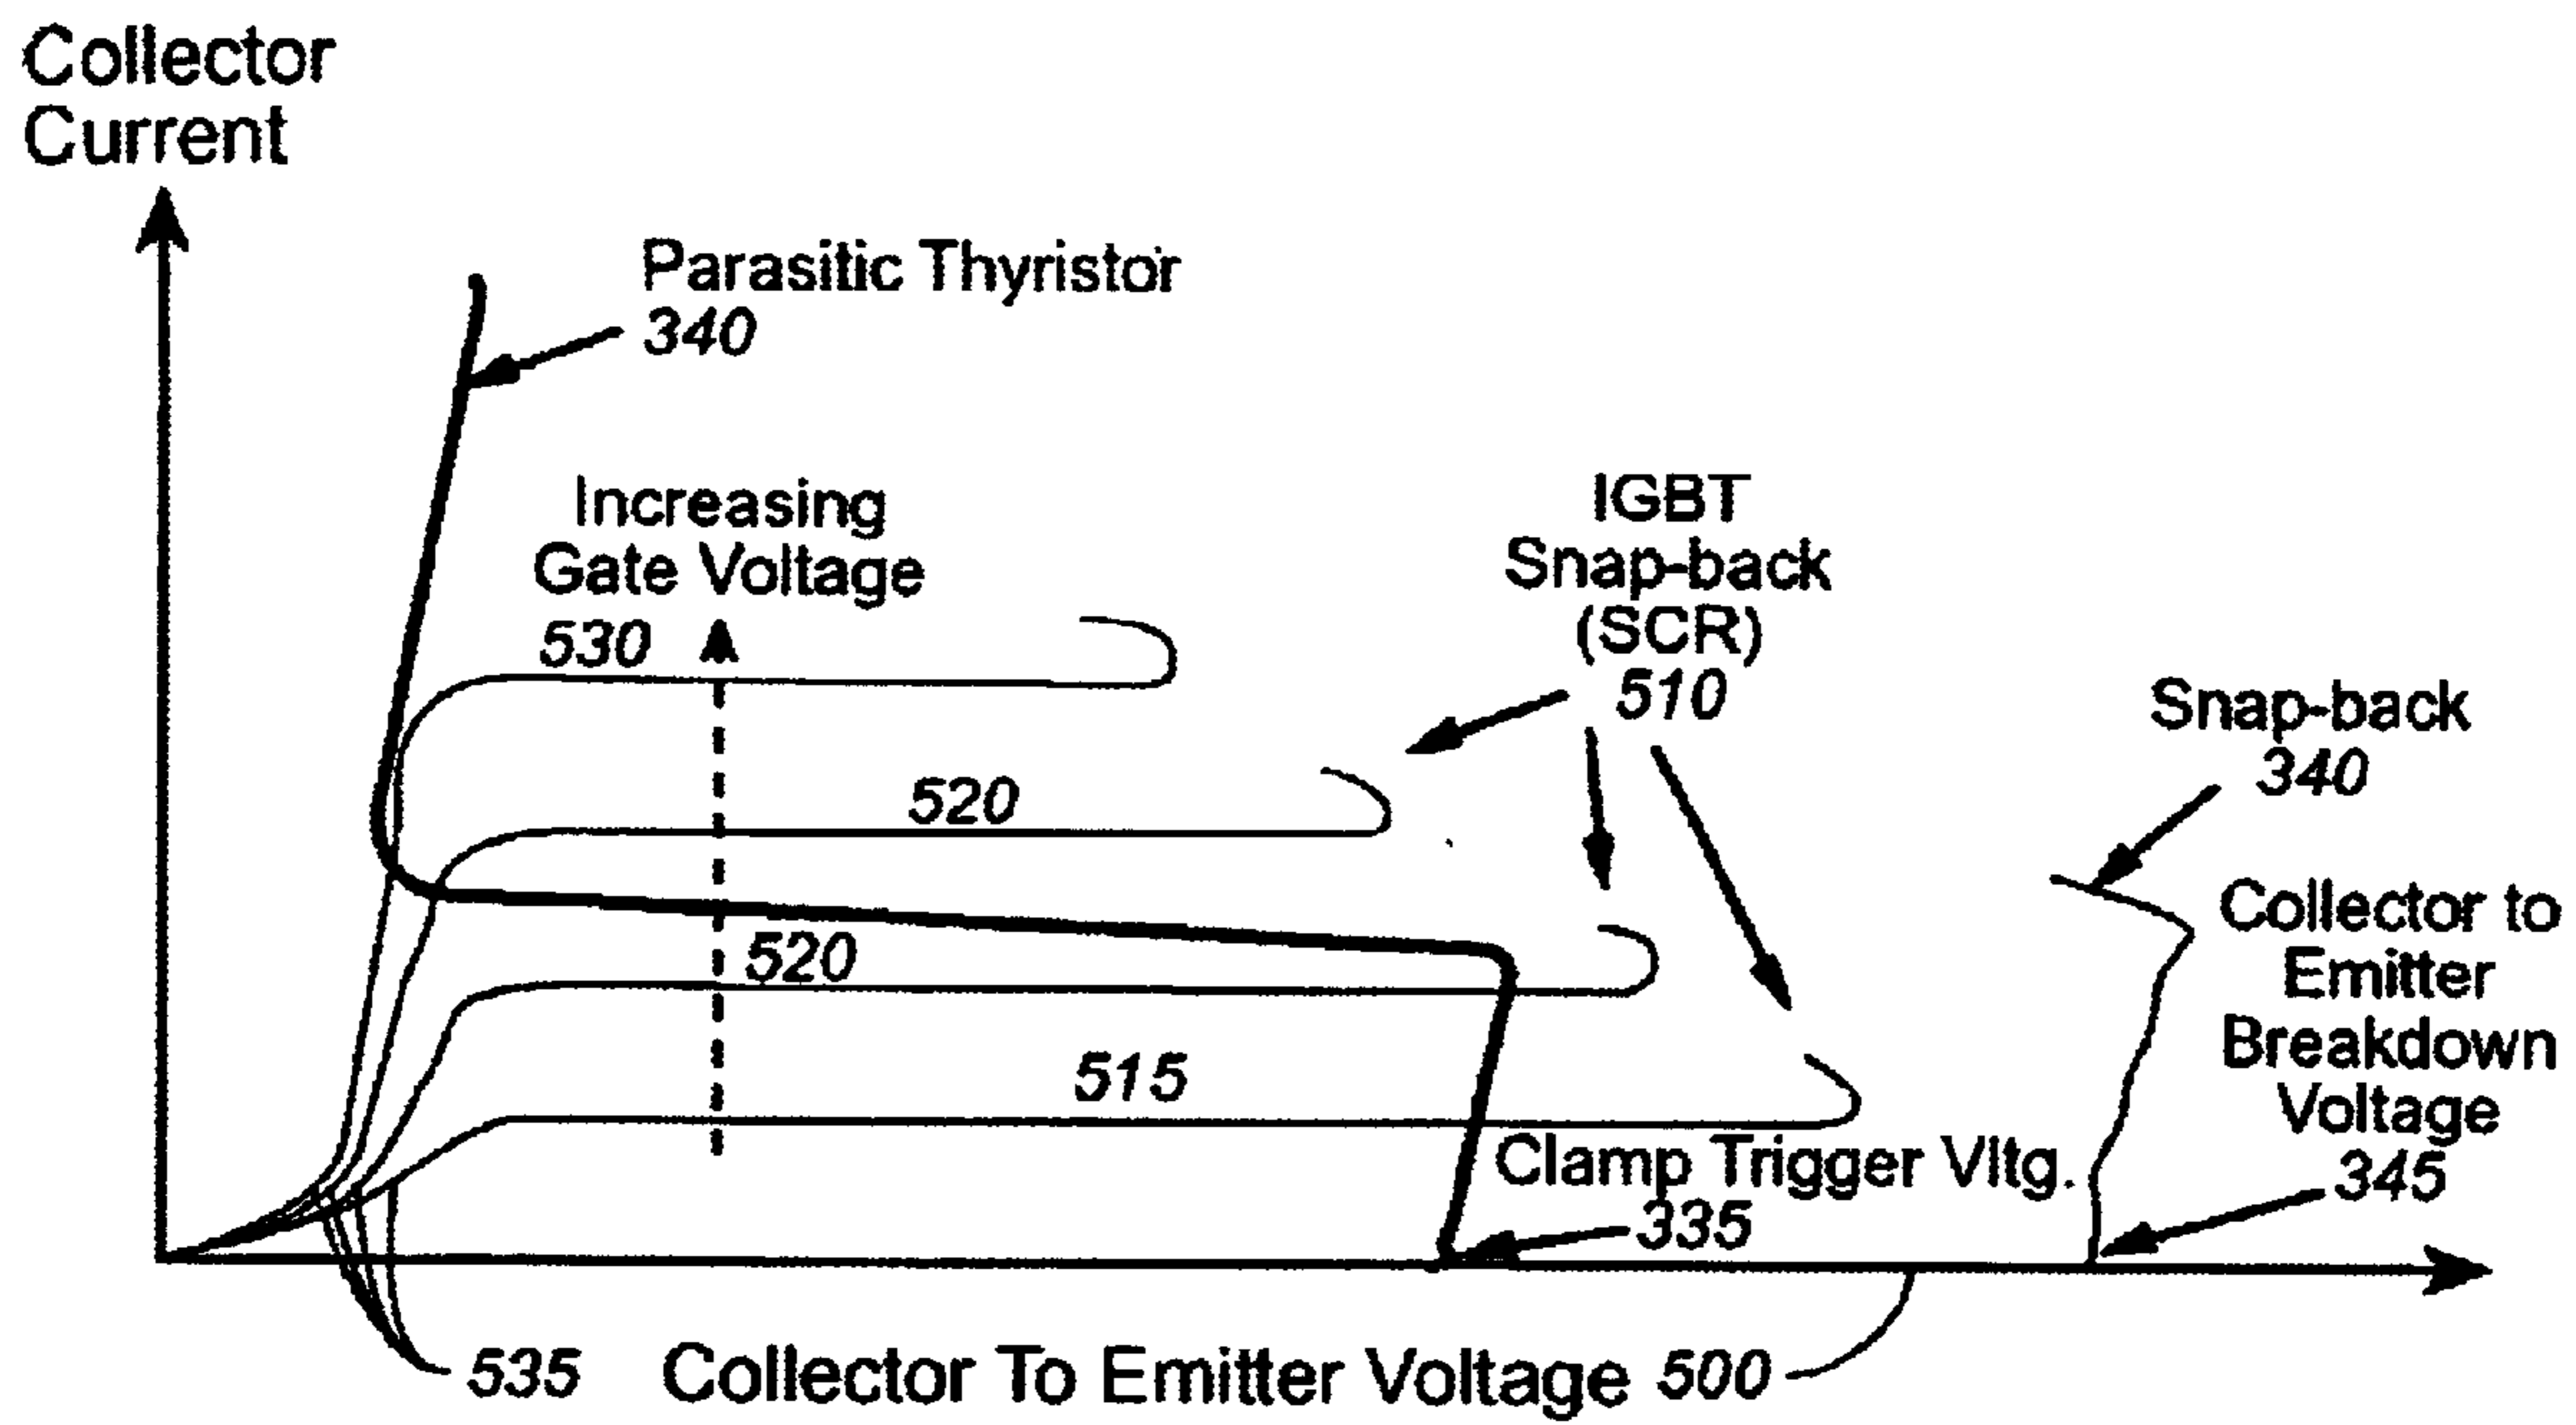 Collector
Current
Parasitic Thyristor
340
Increasing
Gate Voltage
530
IGBT
Snap-back
(SCR)
510
Snap-back
340
520
Collector to
Emitter
Breakdown
Voltage
345
520
515
Clamp Trigger Vltg.
335
535
Collector To Emitter Voltage 500